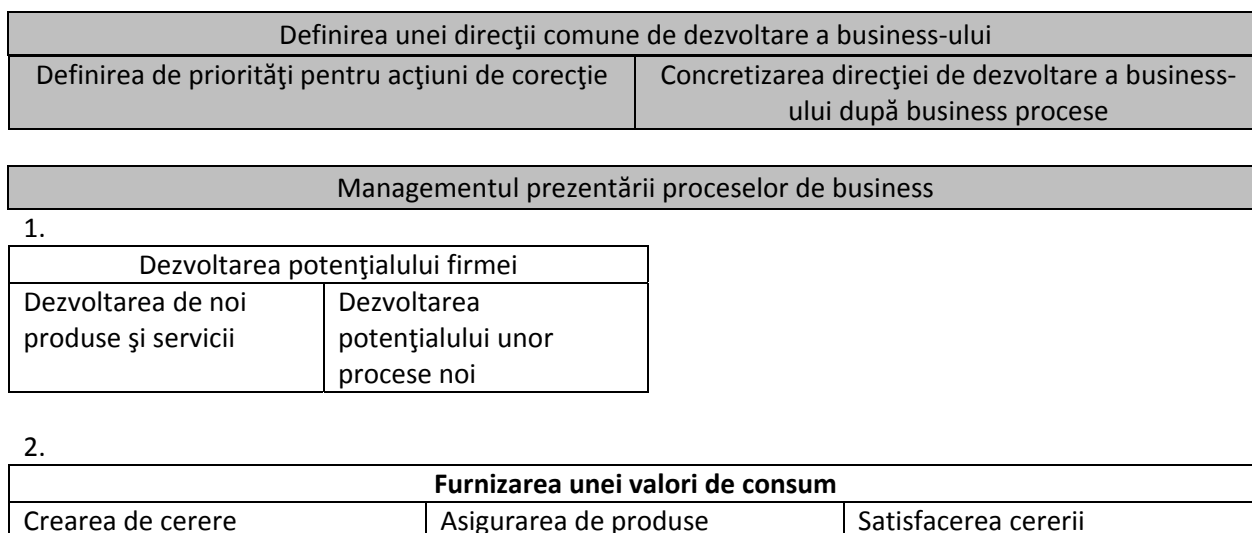 Definirea unei direcţii comune de dezvoltare a business-ului
Definirea de priorităţi pentru acţiuni de corecţie
Concretizarea direcţiei de dezvoltare a business-
ului după business procese
Managementul prezentării proceselor de business
1.
Dezvoltarea potenţialului firmei
Dezvoltarea de noi
produse şi servicii
Dezvoltarea
potenţialului unor
procese noi
2.
Furnizarea unei valori de consum
Crearea de cerere
Asigurarea de produse
Satisfacerea cererii